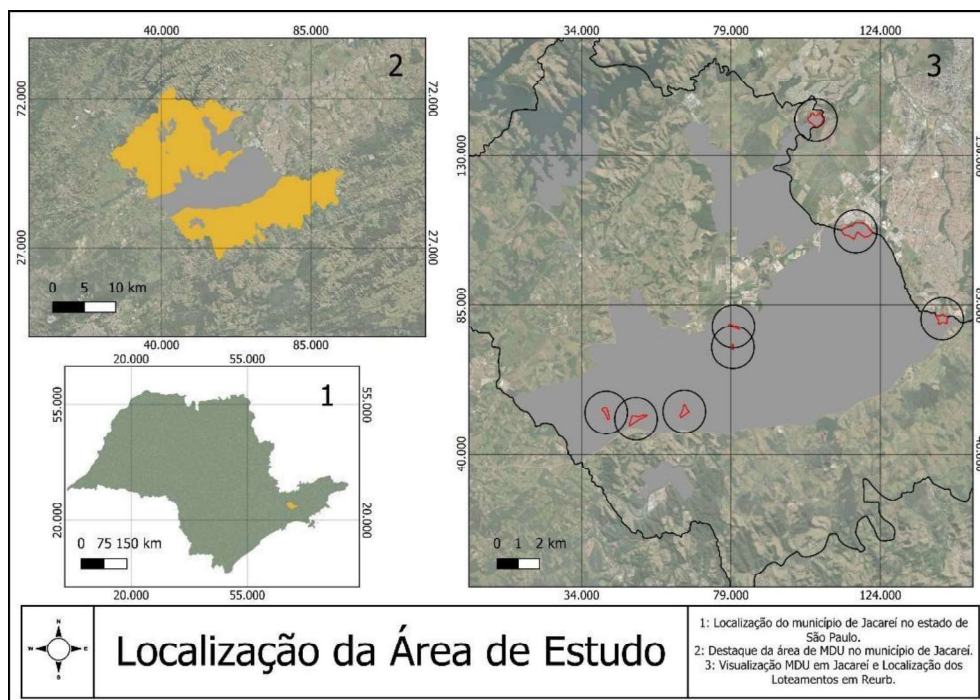 40.000 85.000
2
72.000
72.000
27.000
27.000
0 5 10 km
40.000 85.000
20.000 55.000
1
55.000
55.000
20.000
20.000
0 75 150 km
20.000 55.000
34.000 79.000 124.000
3
130.000
85.000
40.000
0 1 2 km
34.000 79.000 124.000
N
W E
S
Localização da Área de Estudo
1: Localização do município de Jacareí no estado de
São Paulo.
2: Destaque da área de MDU no município de Jacareí.
3: Visualização MDU em Jacareí e Localização dos
Loteamentos em Reurb.